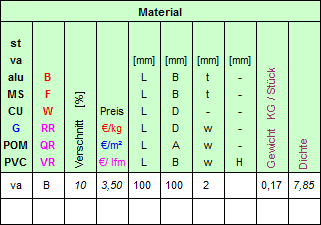 Material
st
va [mm] [mm] [mm] [mm]
alu B L B t -
MS F L B t -
CU W Preis L D - -
G RR €/kg L D w -
POM QR €/m² L A w -
PVC VR €/ lfm L B w H
Verschnitt [%]
Gewicht KG / Stück
Dichte
va B 10 3,50 100 100 2 0,17 7,85